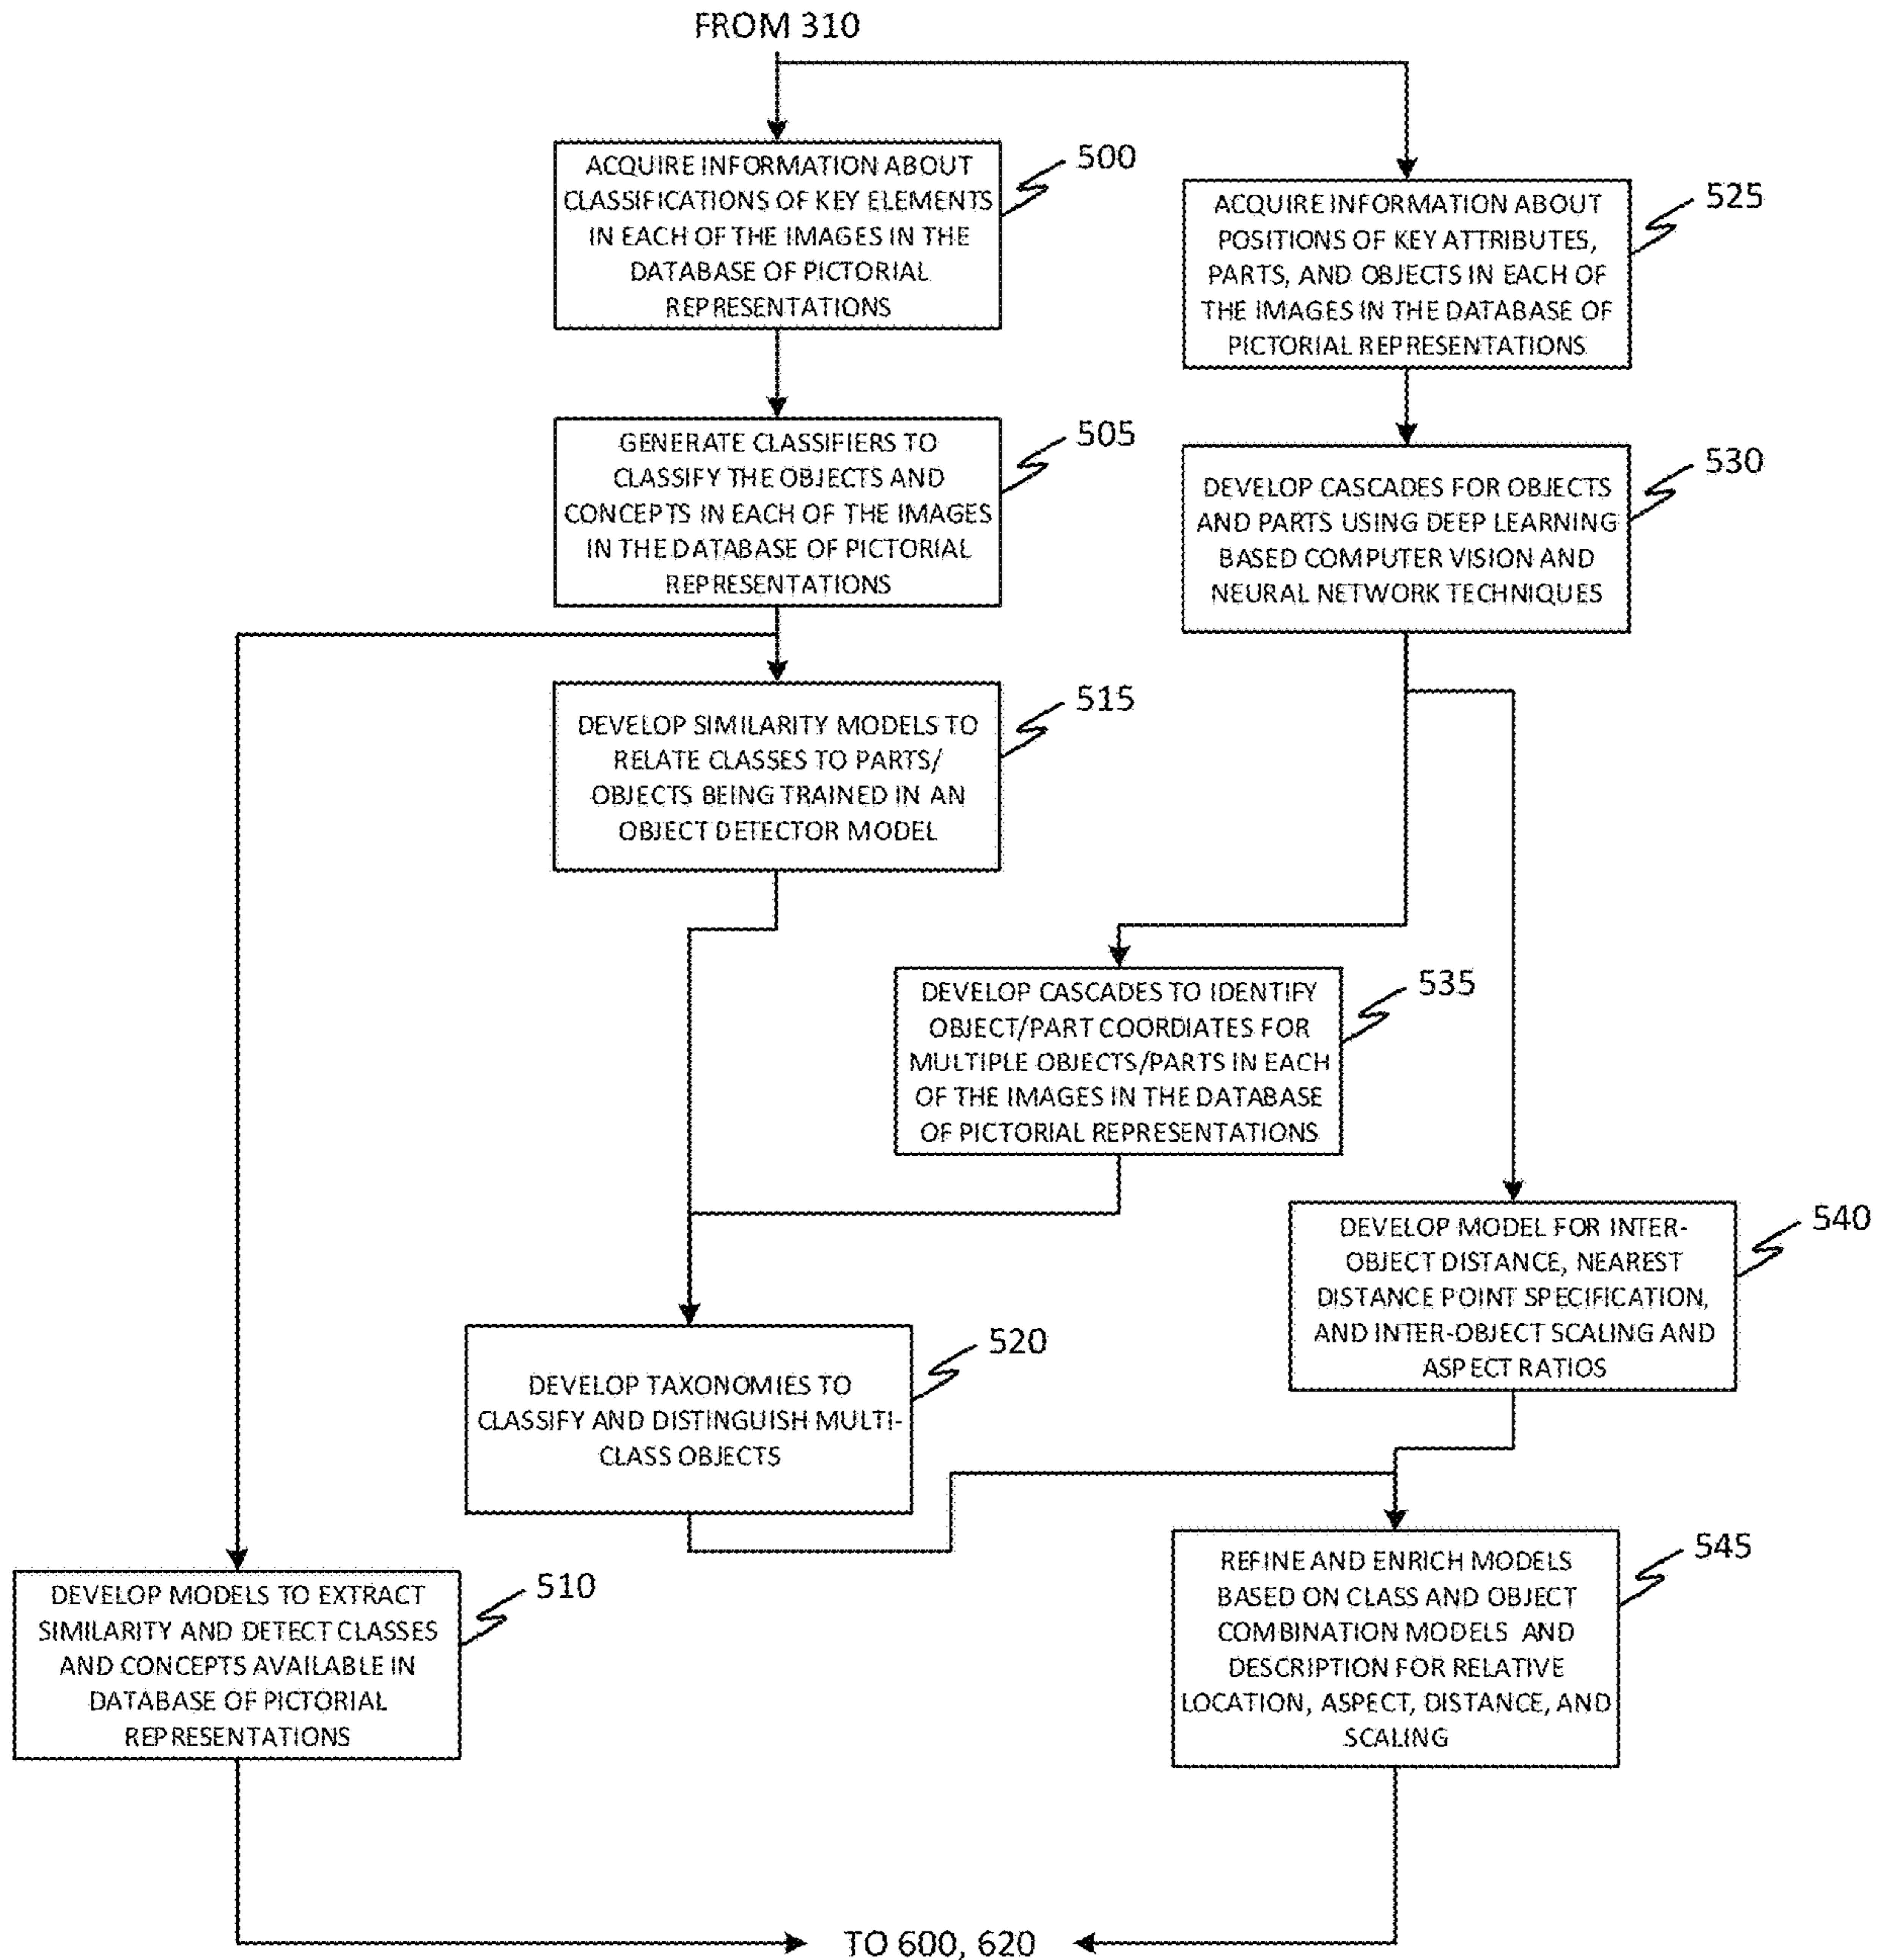 FROM 310
ACQUIRE INFORMATION ABOUT
CLASSIFICATIONS OF KEY ELEMENTS
IN EACH OF THE IMAGES IN THE
DATABASE OF PICTORIAL
REPRESENTATIONS
500
ACQUIRE INFORMATION ABOUT
POSITIONS OF KEY ATTRIBUTES,
PARTS, AND OBJECTS IN EACH OF
THE IMAGES IN THE DATABASE OF
PICTORIAL REPRESENTATIONS
525
GENERATE CLASSIFIERS TO
CLASSIFY THE OBJECTS AND
CONCEPTS IN EACH OF THE IMAGES
IN THE DATABASE OF PICTORIAL
REPRESENTATIONS
505
DEVELOP CASCADES FOR OBJECTS
AND PARTS USING DEEP LEARNING
BASED COMPUTER VISION AND
NEURAL NETWORK TECHNIQUES
530
DEVELOP SIMILARITY MODELS TO
RELATE CLASSES TO PARTS/
OBJECTS BEING TRAINED IN AN
OBJECT DETECTOR MODEL
515
DEVELOP CASCADES TO IDENTIFY
OBJECT/PART COORDIATES FOR
MULTIPLE OBJECTS/PARTS IN EACH
OF THE IMAGES IN THE DATABASE
OF PICTORIAL REPRESENTATIONS
535
DEVELOP MODEL FOR INTER-
OBJECT DISTANCE, NEAREST
DISTANCE POINT SPECIFICATION,
AND INTER-OBJECT SCALING AND
ASPECT RATIOS
540
DEVELOP TAXONOMIES TO
CLASSIFY AND DISTINGUISH MULTI-
CLASS OBJECTS
520
DEVELOP MODELS TO EXTRACT
SIMILARITY AND DETECT CLASSES
AND CONCEPTS AVAILABLE IN
DATABASE OF PICTORIAL
REPRESENTATIONS
510
REFINE AND ENRICH MODELS
BASED ON CLASS AND OBJECT
COMBINATION MODELS AND
DESCRIPTION FOR RELATIVE
LOCATION, ASPECT, DISTANCE, AND
SCALING
545
TO 600, 620